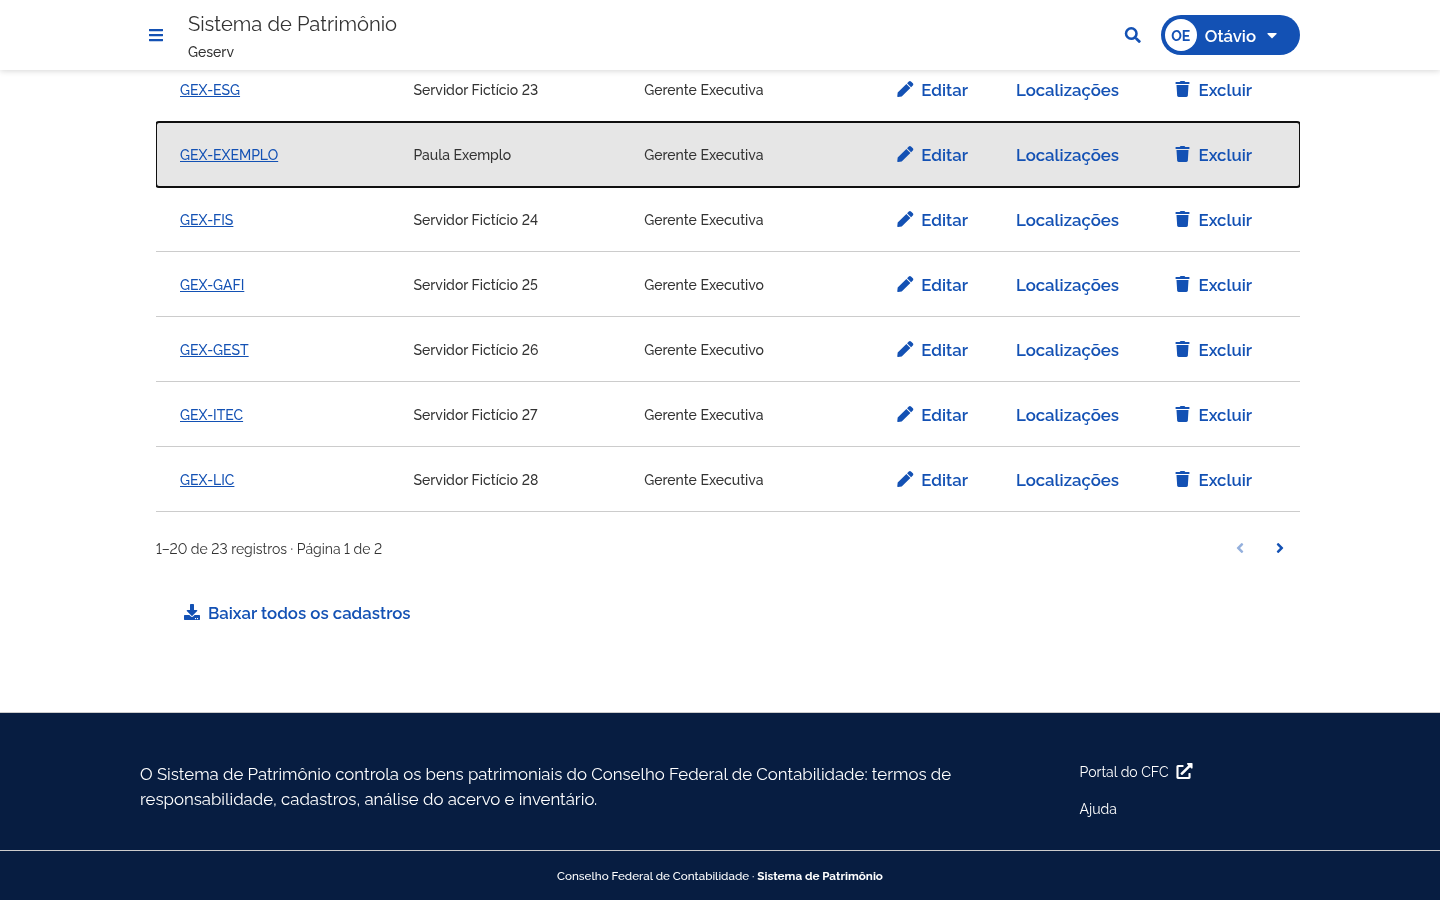 Sistema de Patrimônio
Geserv
OE Otávio
GEX-ESG Servidor Fictício 23 Gerente Executiva Editar Localizações Excluir
GEX-EXEMPLO Paula Exemplo Gerente Executiva Editar Localizações Excluir
GEX-FIS Servidor Fictício 24 Gerente Executiva Editar Localizações Excluir
GEX-GAFI Servidor Fictício 25 Gerente Executivo Editar Localizações Excluir
GEX-GEST Servidor Fictício 26 Gerente Executivo Editar Localizações Excluir
GEX-ITEC Servidor Fictício 27 Gerente Executiva Editar Localizações Excluir
GEX-LIC Servidor Fictício 28 Gerente Executiva Editar Localizações Excluir
1–20 de 23 registros · Página 1 de 2
Baixar todos os cadastros
O Sistema de Patrimônio controla os bens patrimoniais do Conselho Federal de Contabilidade: termos de
responsabilidade, cadastros, análise do acervo e inventário.
Portal do CFC
Ajuda
Conselho Federal de Contabilidade · Sistema de Patrimônio